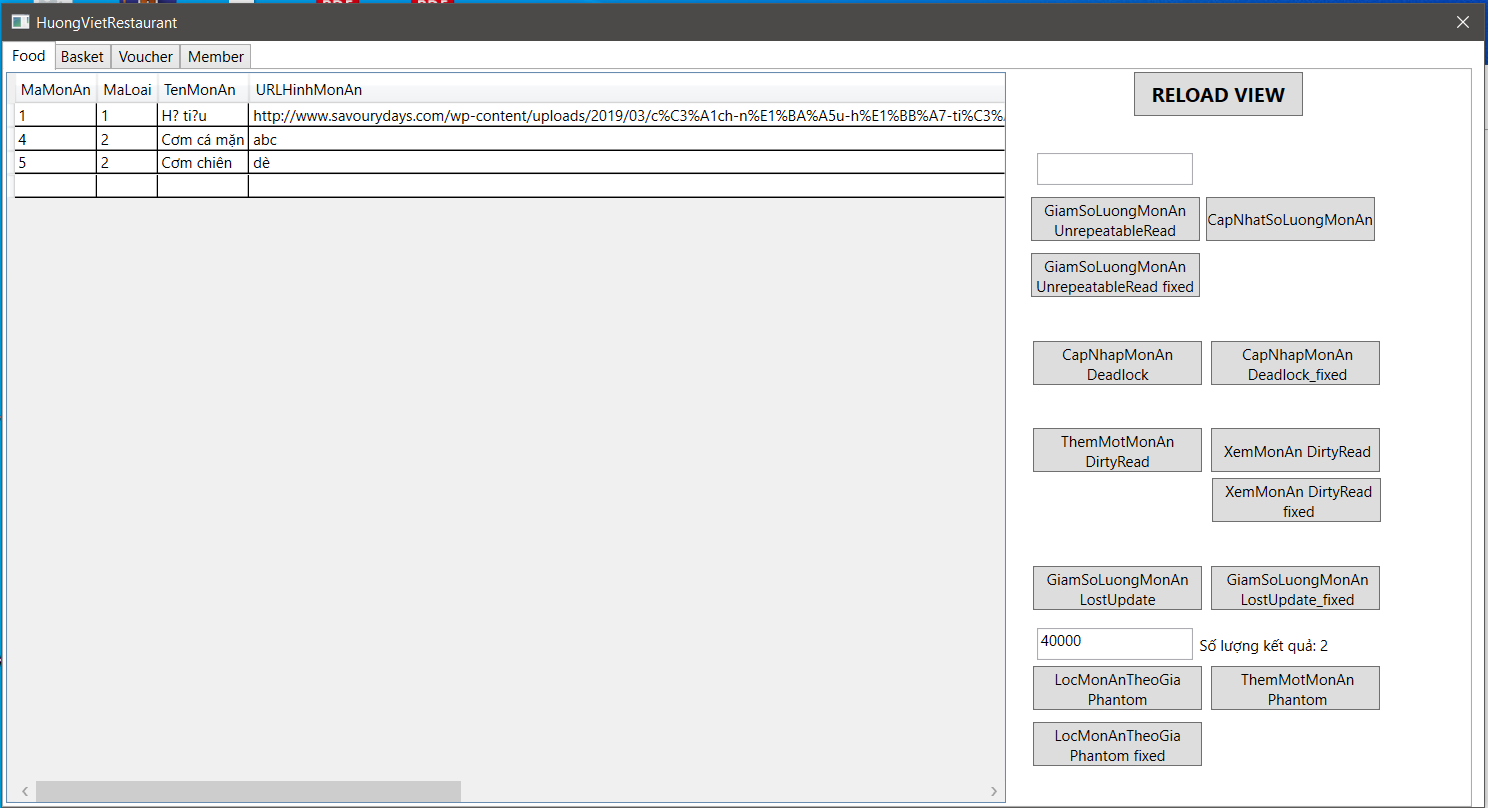 HuongVietRestaurant
Food Basket Voucher Member
MaMonAn MaLoai TenMonAn URLHinhMonAn
1 1 H? ti?u http://www.savourydays.com/wp-content/uploads/2019/03/c%C3%A1ch-n%E1%BA%A5u-h%E1%BB%A7-ti%C3%
4 2 Cơm cá mặn abc
5 2 Cơm chiên dè
RELOAD VIEW
GiamSoLuongMonAn
UnrepeatableRead
CapNhatSoLuongMonAn
GiamSoLuongMonAn
UnrepeatableRead fixed
CapNhapMonAn
Deadlock
CapNhapMonAn
Deadlock_fixed
ThemMotMonAn
DirtyRead
XemMonAn DirtyRead
XemMonAn DirtyRead
fixed
GiamSoLuongMonAn
LostUpdate
GiamSoLuongMonAn
LostUpdate_fixed
40000
Số lượng kết quả: 2
LocMonAnTheoGia
Phantom
ThemMotMonAn
Phantom
LocMonAnTheoGia
Phantom fixed